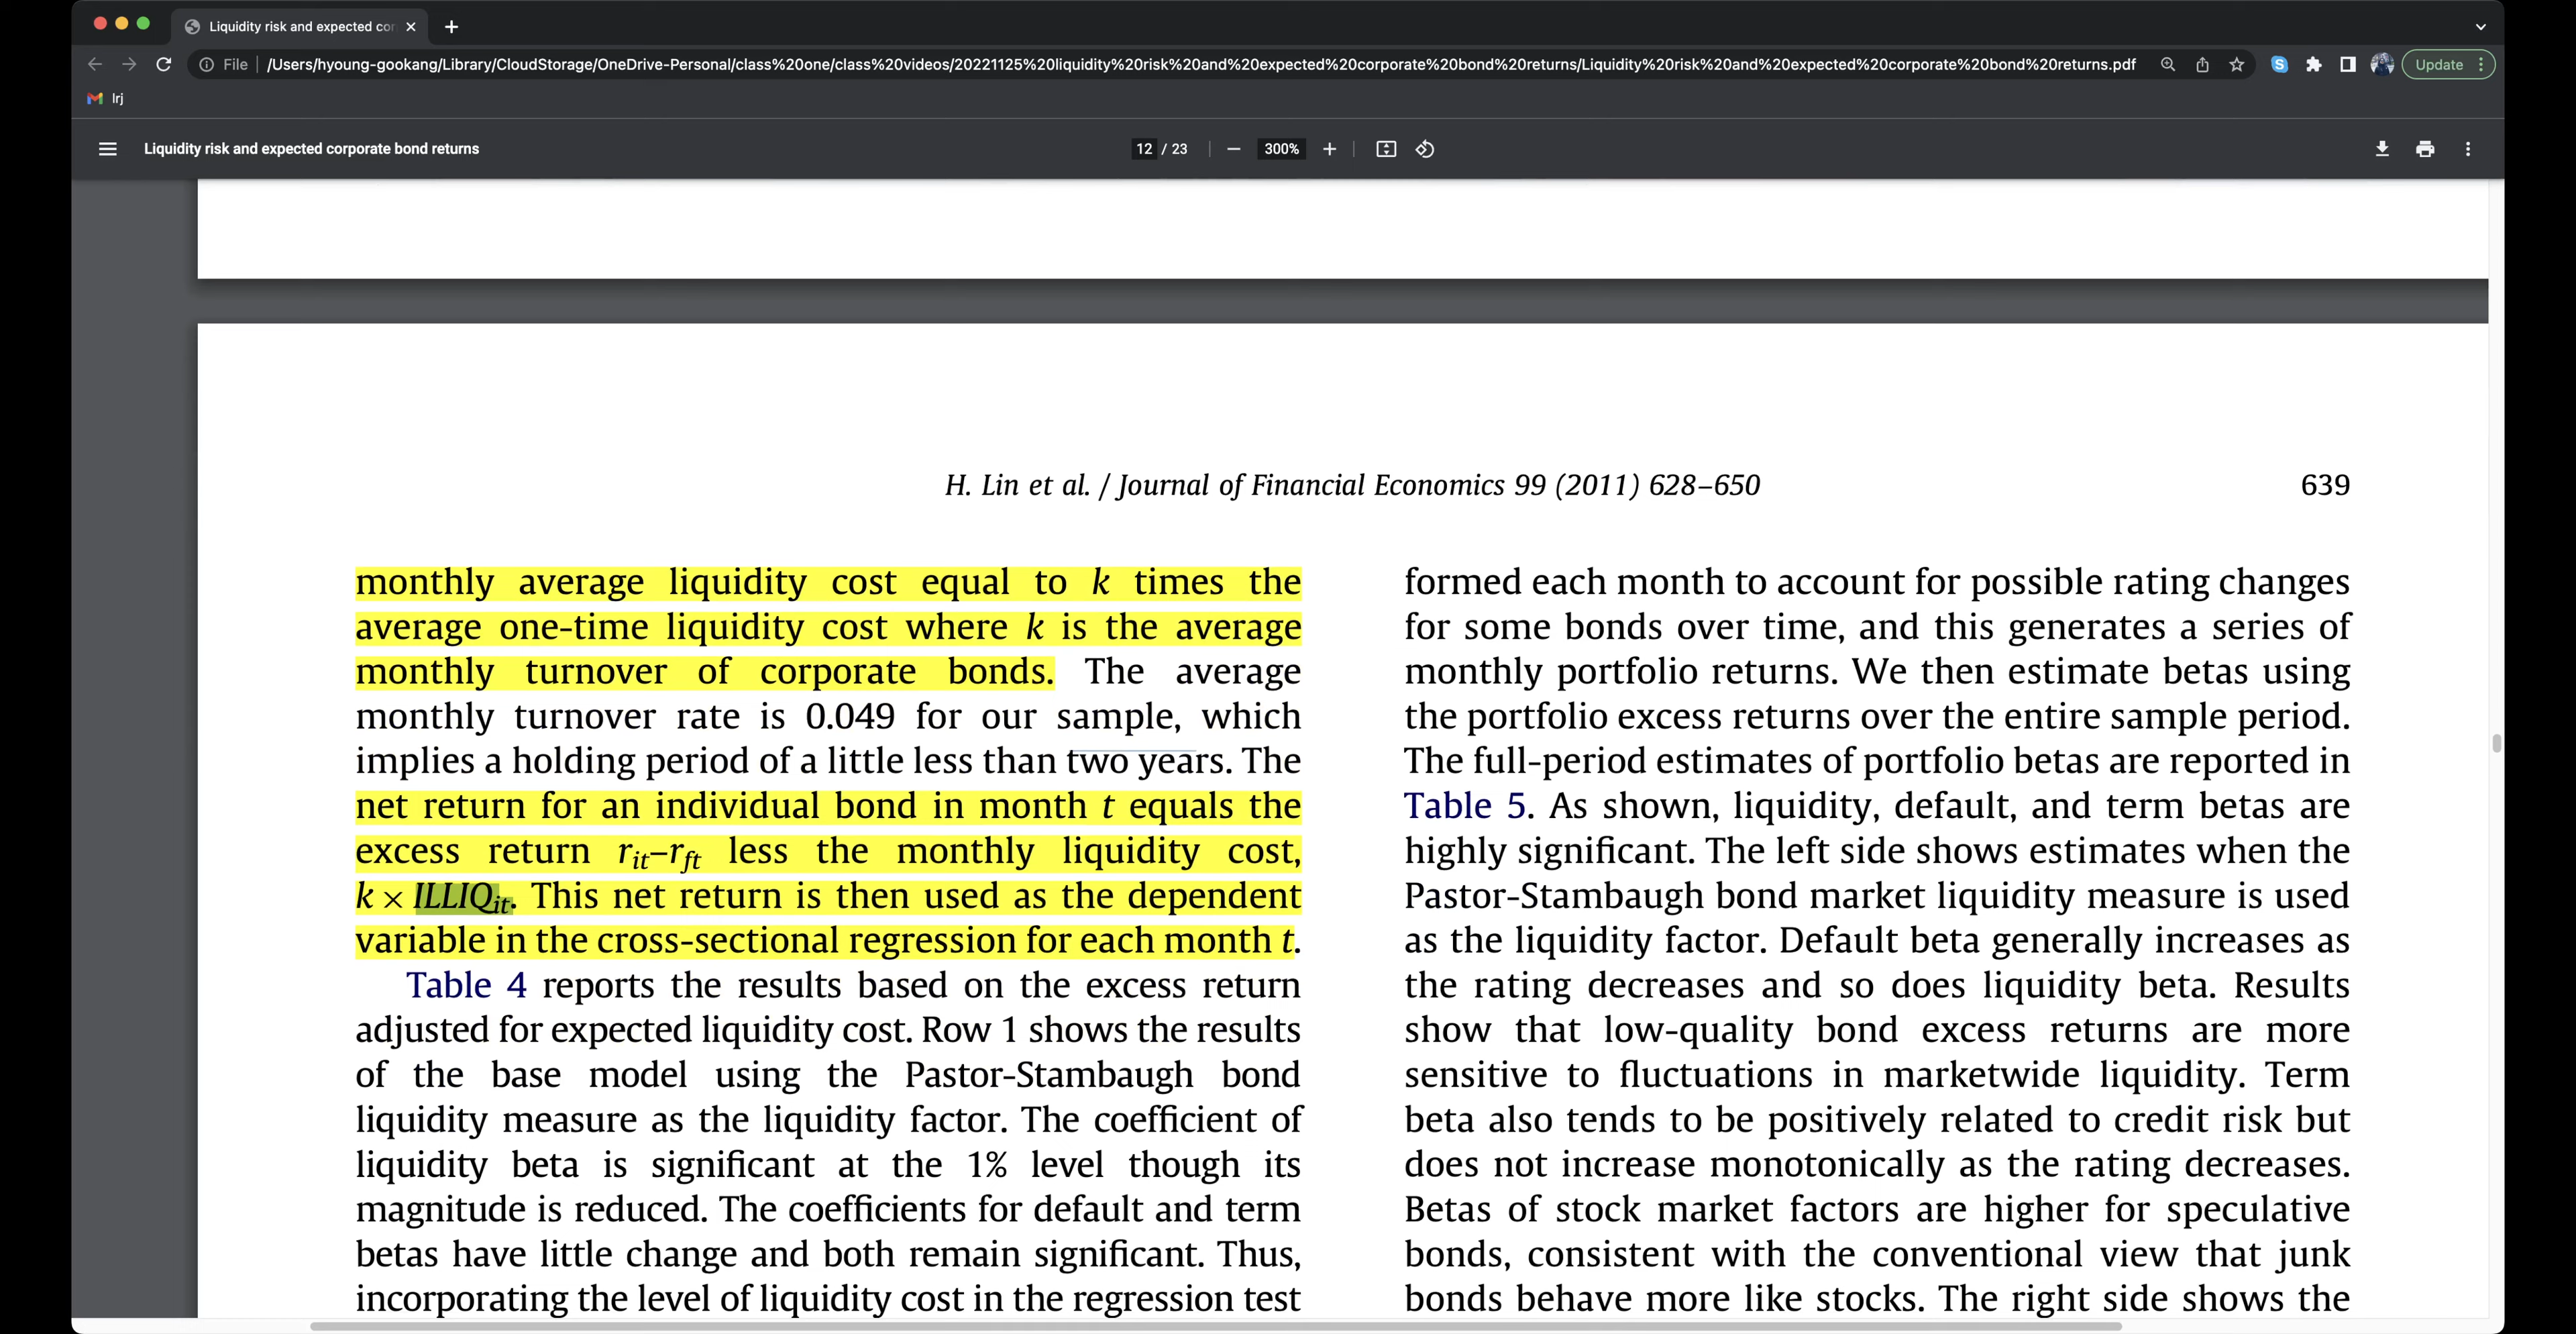 Liquidity risk and expected cor
File
/Users/hyoung-gookang/Library/CloudStorage/OneDrive-Personal/class%20one/class%20videos/20221125%20liquidity%20risk%20and%20expected%20corporate%20bond%20returns/Liquidity%20risk%20and%20expected%20corporate%20bond%20returns.pdf
Update
lrj
Liquidity risk and expected corporate bond returns
12 / 23
300%
H. Lin et al. / Journal of Financial Economics 99 (2011) 628–650
639
monthly average liquidity cost equal to k times the
average one-time liquidity cost where k is the average
monthly turnover of corporate bonds. The average
monthly turnover rate is 0.049 for our sample, which
implies a holding period of a little less than two years. The
net return for an individual bond in month t equals the
excess return rit–rft less the monthly liquidity cost,
k × ILLIQit. This net return is then used as the dependent
variable in the cross-sectional regression for each month t.
Table 4 reports the results based on the excess return
adjusted for expected liquidity cost. Row 1 shows the results
of the base model using the Pastor-Stambaugh bond
liquidity measure as the liquidity factor. The coefficient of
liquidity beta is significant at the 1% level though its
magnitude is reduced. The coefficients for default and term
betas have little change and both remain significant. Thus,
incorporating the level of liquidity cost in the regression test
formed each month to account for possible rating changes
for some bonds over time, and this generates a series of
monthly portfolio returns. We then estimate betas using
the portfolio excess returns over the entire sample period.
The full-period estimates of portfolio betas are reported in
Table 5. As shown, liquidity, default, and term betas are
highly significant. The left side shows estimates when the
Pastor-Stambaugh bond market liquidity measure is used
as the liquidity factor. Default beta generally increases as
the rating decreases and so does liquidity beta. Results
show that low-quality bond excess returns are more
sensitive to fluctuations in marketwide liquidity. Term
beta also tends to be positively related to credit risk but
does not increase monotonically as the rating decreases.
Betas of stock market factors are higher for speculative
bonds, consistent with the conventional view that junk
bonds behave more like stocks. The right side shows the